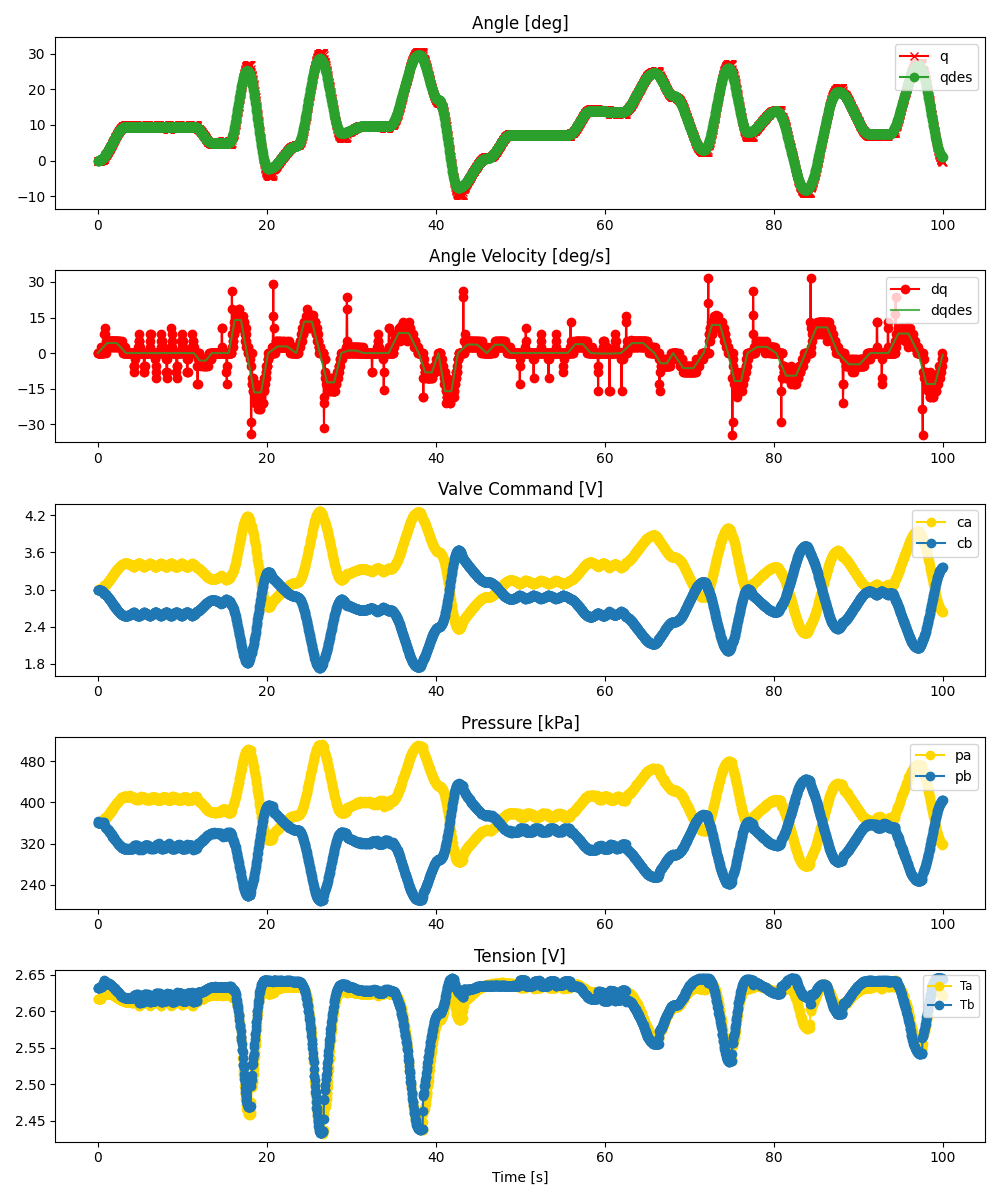 Angle [deg]
30
20
10
0
−10
q
qdes
0 20 40 60 80 100
Angle Velocity [deg/s]
30
15
0
−15
−30
dq
dqdes
0 20 40 60 80 100
Valve Command [V]
4.2
3.6
3.0
2.4
1.8
ca
cb
0 20 40 60 80 100
Pressure [kPa]
480
400
320
240
pa
pb
0 20 40 60 80 100
Tension [V]
2.65
2.60
2.55
2.50
2.45
Ta
Tb
0 20 40 60 80 100
Time [s]